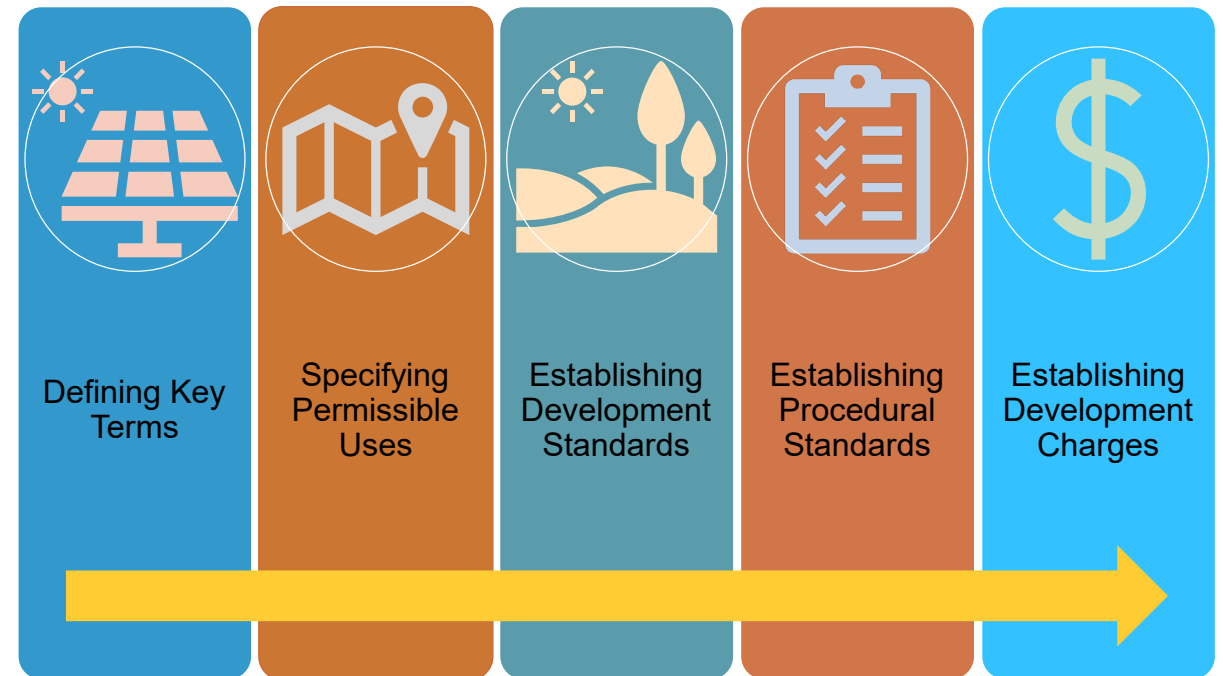 Defining Key
Terms
Specifying
Permissible
Uses
Establishing
Development
Standards
Establishing
Procedural
Standards
Establishing
Development
Charges